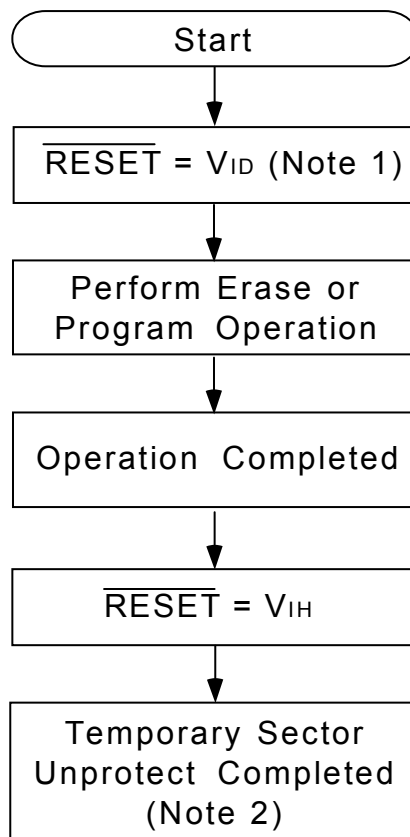 Start
RESET = VID (Note 1)
Perform Erase or
Program Operation
Operation Completed
RESET = VIH
Temporary Sector
Unprotect Completed
(Note 2)